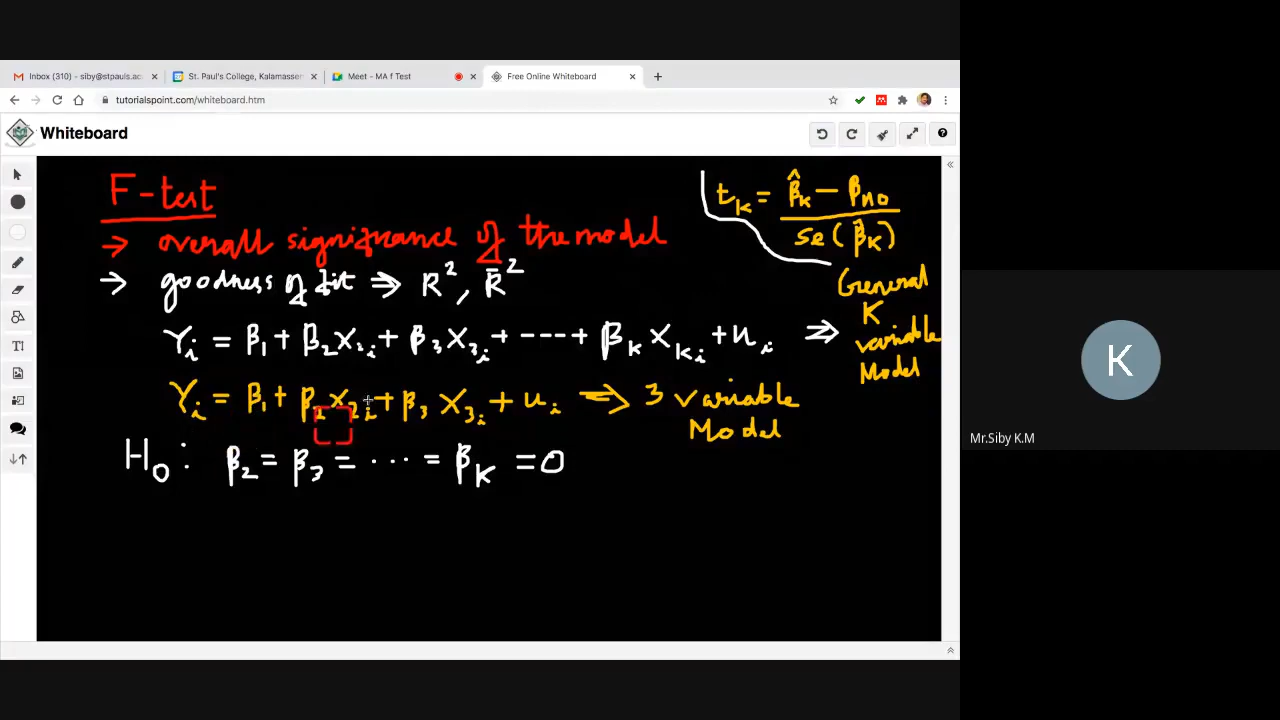 Inbox (310) - siby@stpauls.ac
St. Paul's College, Kalamasser
Meet - MA f Test
Free Online Whiteboard
tutorialspoint.com/whiteboard.htm
Whiteboard
F-test
→ overall significance of the model
→ goodness of fit ⇒ R², R̄²
Yᵢ = β₁ + β₂X₂ᵢ + β₃X₃ᵢ + ---- + βₖXₖᵢ + uᵢ ⇒ General K variable Model
Yᵢ = β₁ + β₂X₂ᵢ + β₃X₃ᵢ + uᵢ ⇒ 3 variable Model
H₀: β₂ = β₃ = ... = βK = 0
tK = β̂K - βH0 / se(β̂K)
K
Mr.Siby K.M